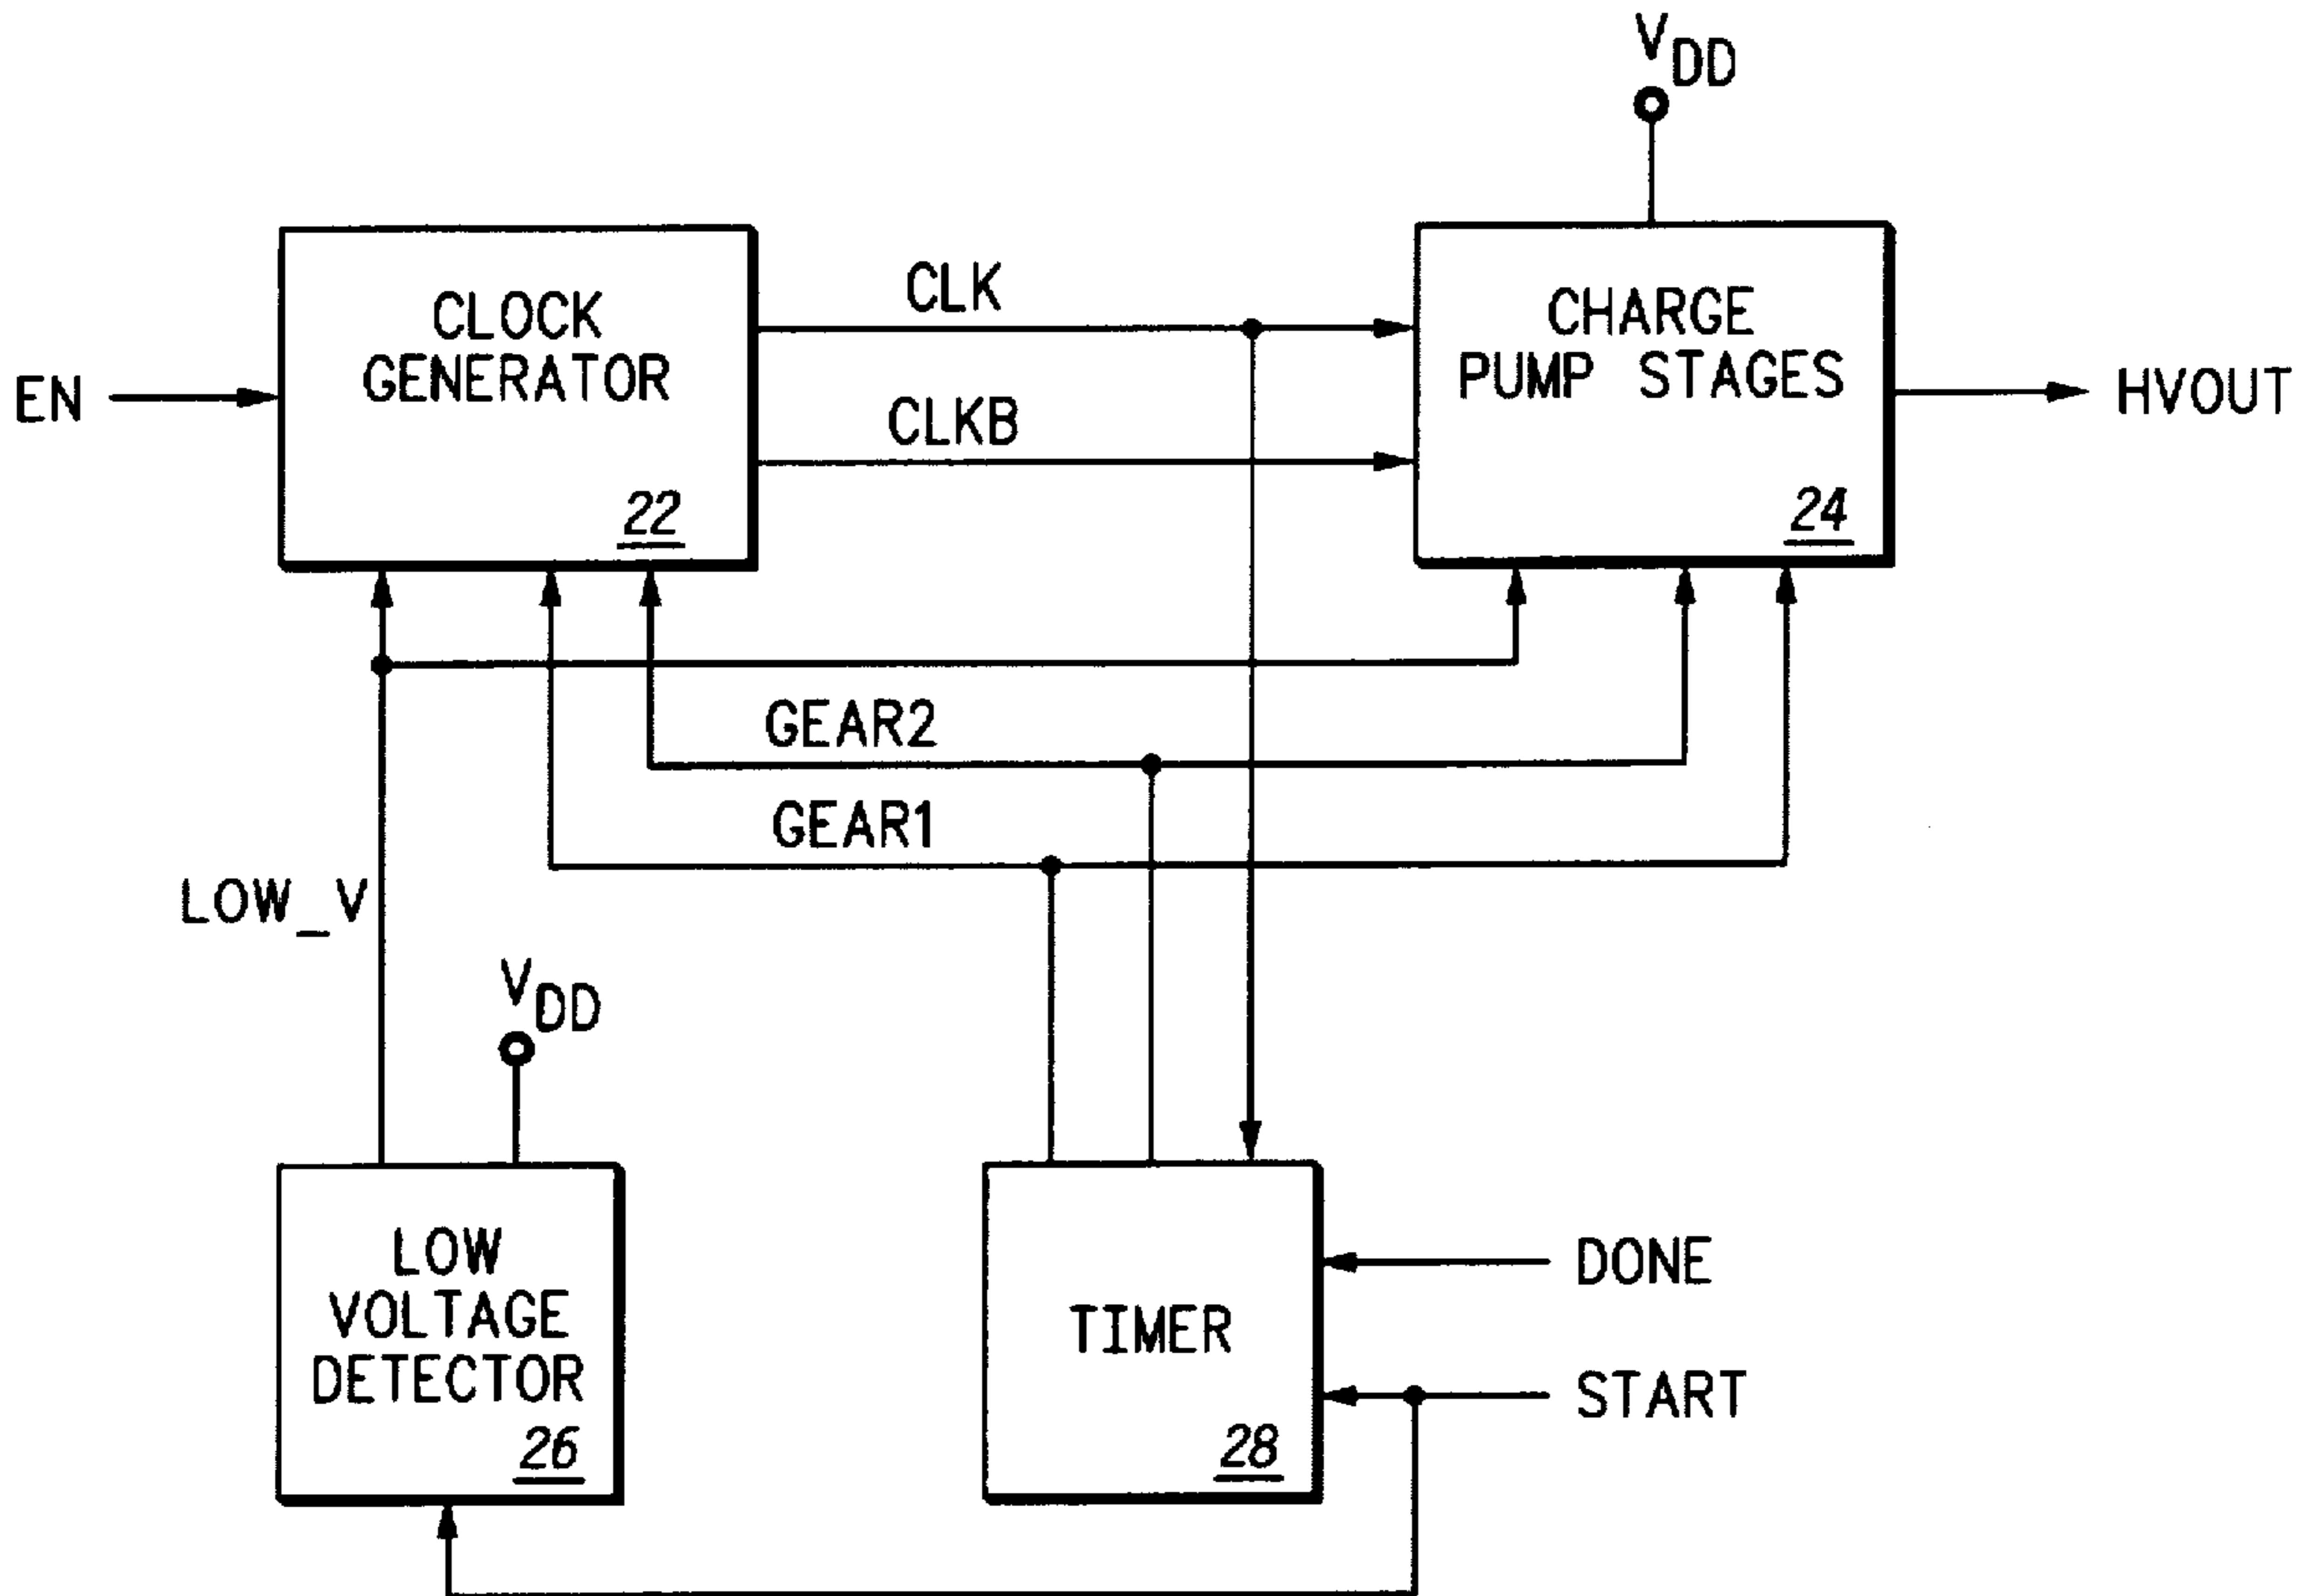 VDD
CLOCK
GENERATOR
22
CLK
CLKB
CHARGE
PUMP STAGES
24
EN
HVOUT
GEAR2
GEAR1
LOW_V
VDD
LOW
VOLTAGE
DETECTOR
26
TIMER
28
DONE
START